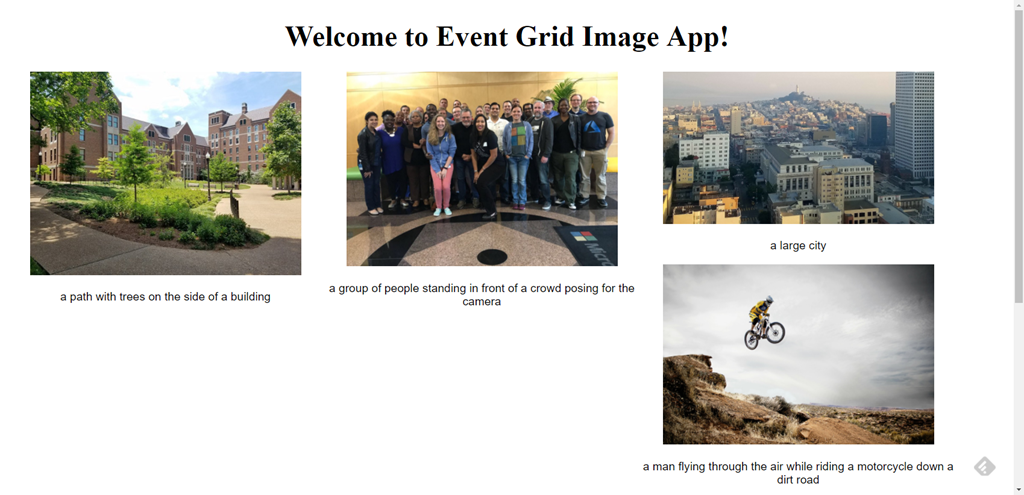 Welcome to Event Grid Image App!
a path with trees on the side of a building
a group of people standing in front of a crowd posing for the
camera
a large city
a man flying through the air while riding a motorcycle down a
dirt road